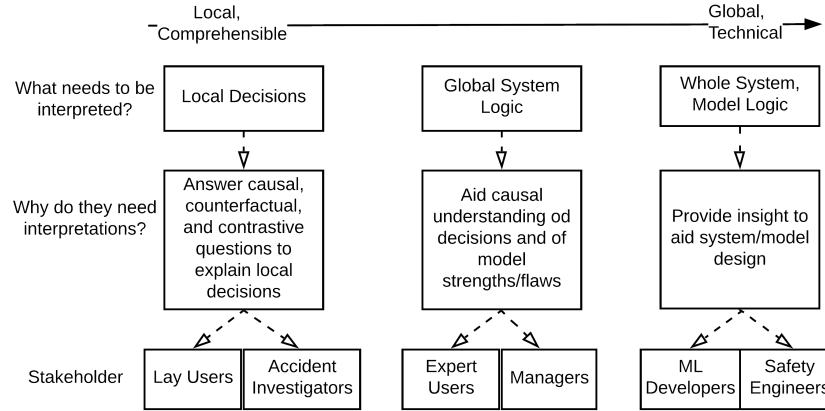 Local,
Comprehensible
Global,
Technical
What needs to be
interpreted?
Local Decisions
Global System
Logic
Whole System,
Model Logic
Why do they need
interpretations?
Answer causal,
counterfactual,
and contrastive
questions to
explain local
decisions
Aid causal
understanding od
decisions and of
model
strengths/flaws
Provide insight to
aid system/model
design
Stakeholder
Lay Users
Accident
Investigators
Expert
Users
Managers
ML
Developers
Safety
Engineers